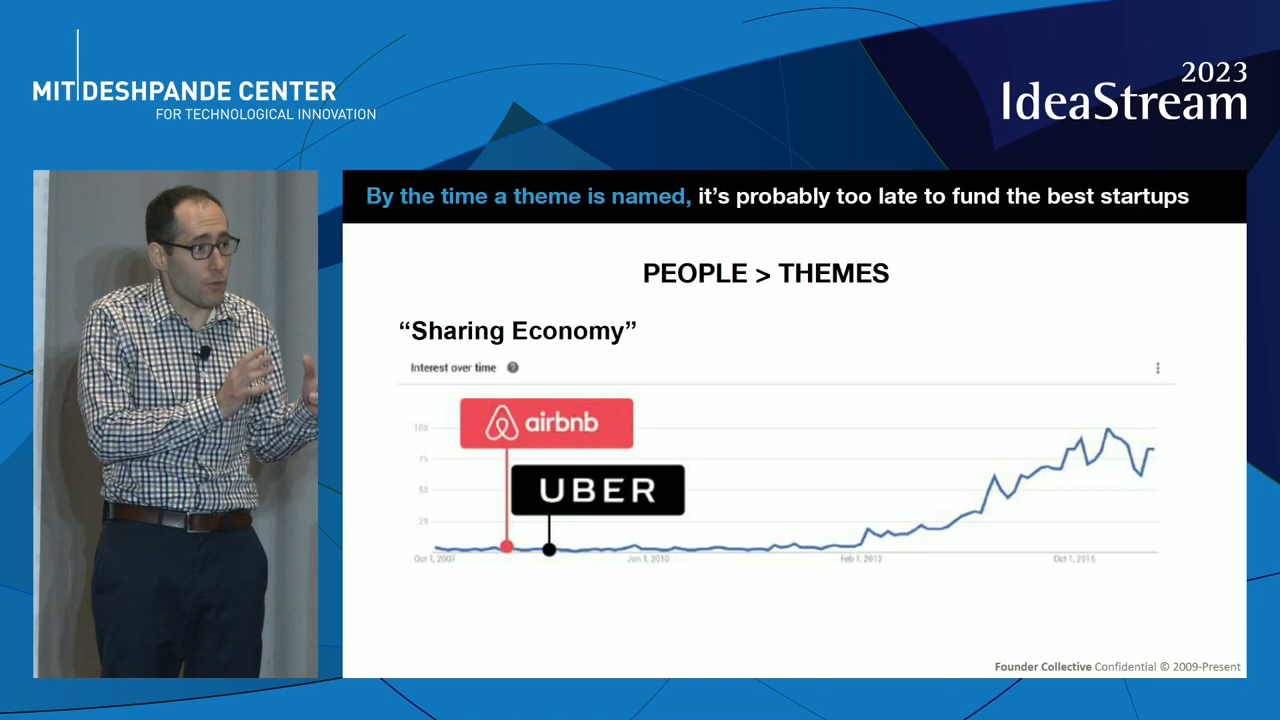 MIT DESHPANDE CENTER
FOR TECHNOLOGICAL INNOVATION
2023
IdeaStream
By the time a theme is named, it’s probably too late to fund the best startups
PEOPLE > THEMES
“Sharing Economy”
Interest over time
airbnb
UBER
100
75
50
25
Oct 1, 2007
Jun 1, 2010
Feb 1, 2013
Oct 1, 2015
Founder Collective Confidential © 2009-Present